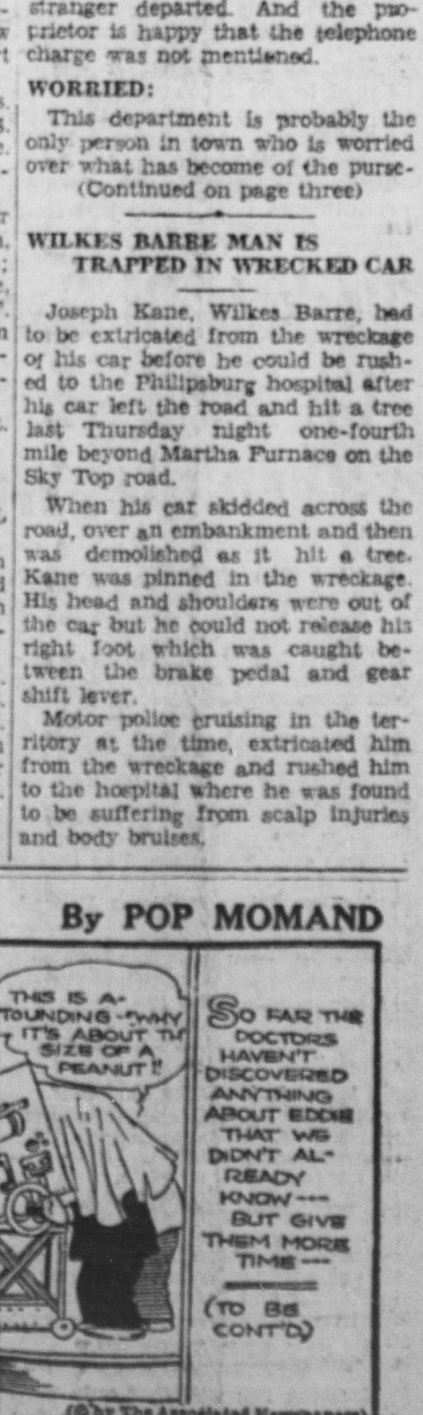 stranger departed. And the pro-
prietor is happy that the telephone
charge was not mentioned.
WORRIED:
This department is probably the
only person in town who is worried
over what has become of the purse-
(Continued on page three)
WILKES BARRE MAN IS
TRAPPED IN WRECKED CAR
Joseph Kane, Wilkes Barre, had
to be extricated from the wreckage
of his car before he could be rush-
ed to the Philipsburg hospital after
his car left the road and hit a tree
last Thursday night one-fourth
mile beyond Martha Furnace on the
Sky Top road.
When his car skidded across the
road, over an embankment and then
was demolished as it hit a tree.
Kane was pinned in the wreckage.
His head and shoulders were out of
the car but he could not release his
right foot which was caught be-
tween the brake pedal and gear
shift lever.
Motor police cruising in the ter-
ritory at the time, extricated him
from the wreckage and rushed him
to the hospital where he was found
to be suffering from scalp injuries
and body bruises.
By POP MOMAND
THIS IS A-
TOUNDING--WHY
IT'S ABOUT TH'
SIZE OF A
PEANUT!!
SO FAR THE
DOCTORS
HAVEN'T
DISCOVERED
ANYTHING
ABOUT EDDIE
THAT WE
DIDN'T AL-
READY
KNOW---
BUT GIVE
THEM MORE
TIME---
(TO BE
CONT'D)
(© by The Associated Newspapers)